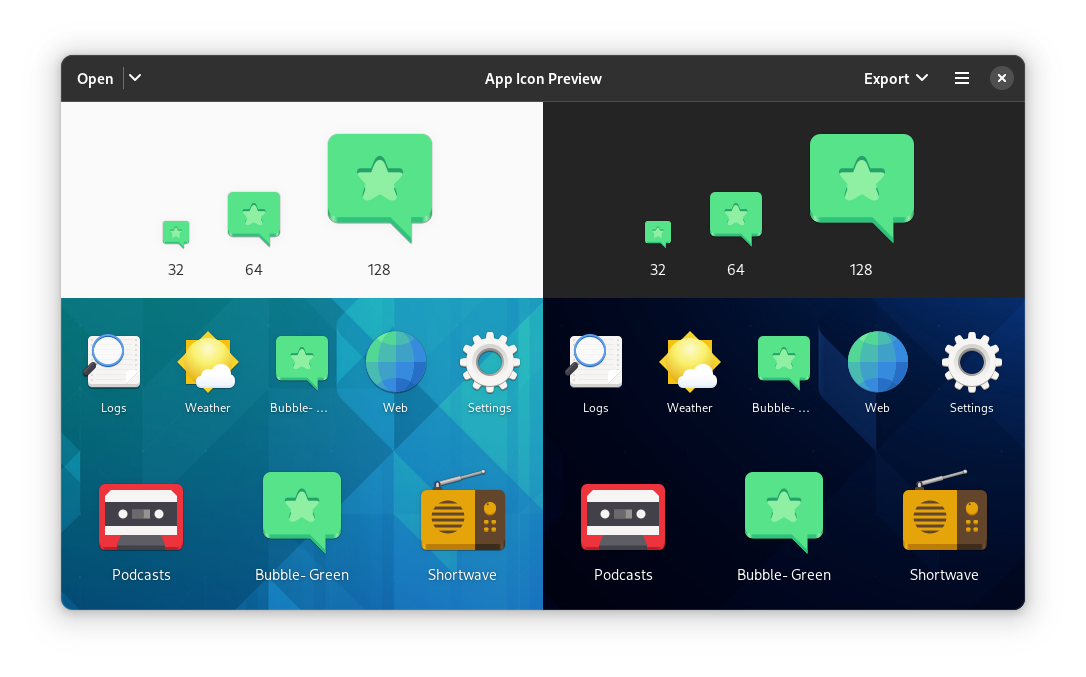 Open App Icon Preview Export
32 64 128 32 64 128
Logs Weather Bubble- ... Web Settings Logs Weather Bubble- ... Web Settings
Podcasts Bubble- Green Shortwave Podcasts Bubble- Green Shortwave